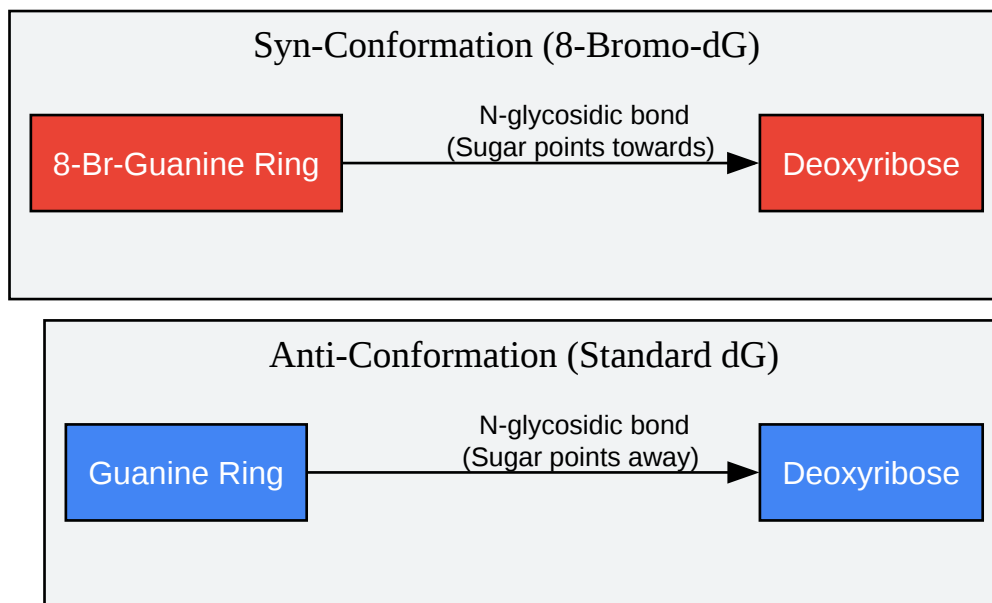 Syn-Conformation (8-Bromo-dG)
N-glycosidic bond
(Sugar points towards)
8-Br-Guanine Ring
Deoxyribose
Anti-Conformation (Standard dG)
N-glycosidic bond
(Sugar points away)
Guanine Ring
Deoxyribose